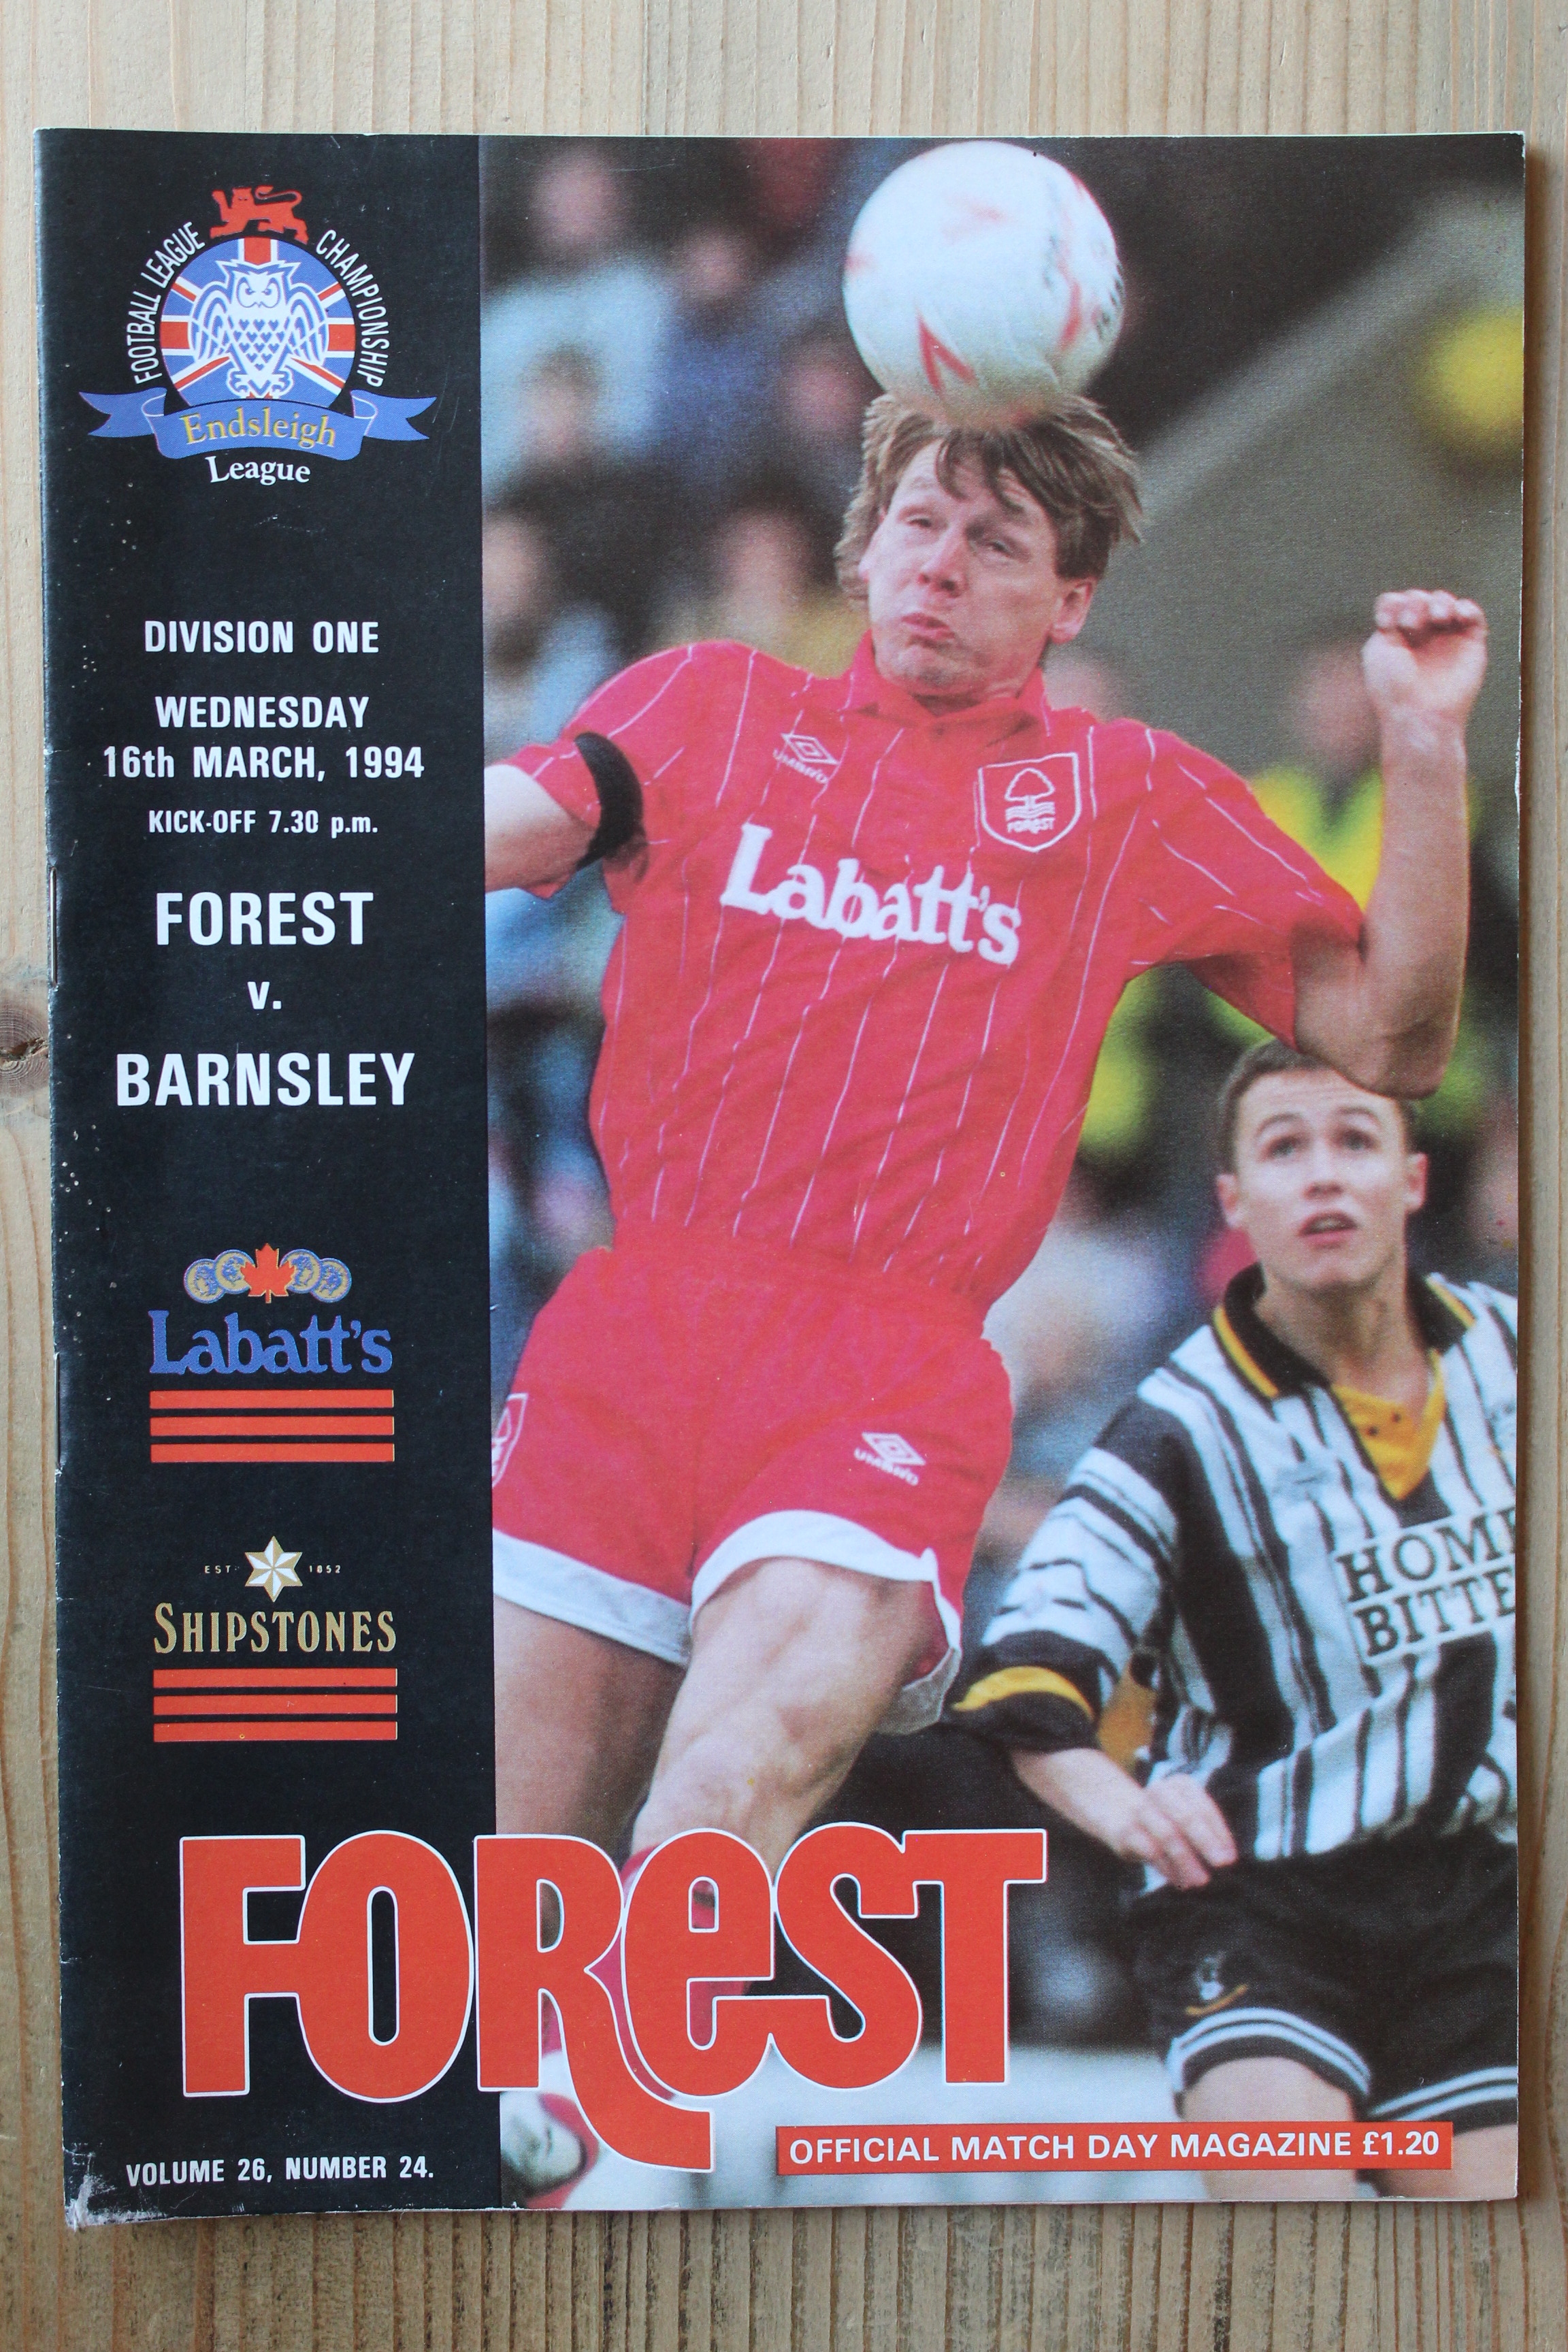 FOOTBALL LEAGUE CHAMPIONSHIP
Endsleigh
League
DIVISION ONE
WEDNESDAY
16th MARCH, 1994
KICK-OFF 7.30 p.m.
FOREST
v.
BARNSLEY
Labatt's
EST 1852
SHIPSTONES
UMBRO
FOREST
Labatt's
UMBRO
HOME
BITTE
FOREST
OFFICIAL MATCH DAY MAGAZINE £1.20
VOLUME 26, NUMBER 24.